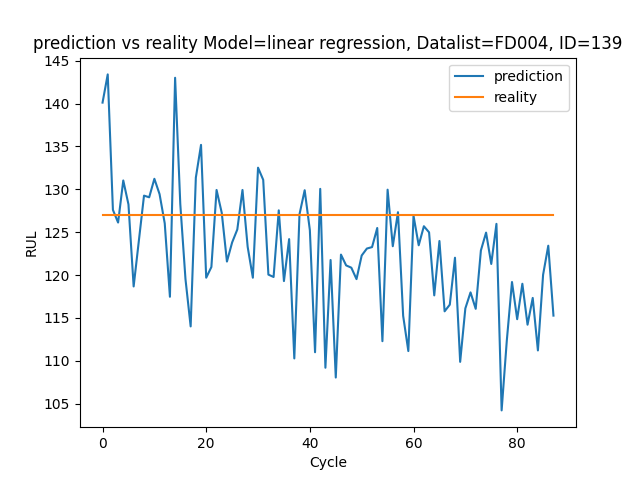 prediction vs reality Model=linear regression, Datalist=FD004, ID=139
145
140
135
130
125
120
115
110
105
RUL
prediction
reality
0
20
40
60
80
Cycle